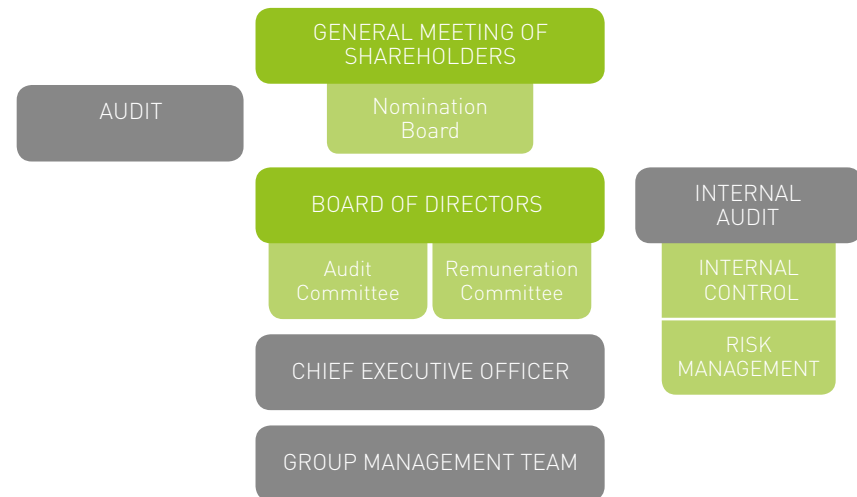 GENERAL MEETING OF
SHAREHOLDERS
AUDIT
Nomination
Board
BOARD OF DIRECTORS
INTERNAL
AUDIT
Audit
Committee
Remuneration
Committee
INTERNAL
CONTROL
RISK
MANAGEMENT
CHIEF EXECUTIVE OFFICER
GROUP MANAGEMENT TEAM